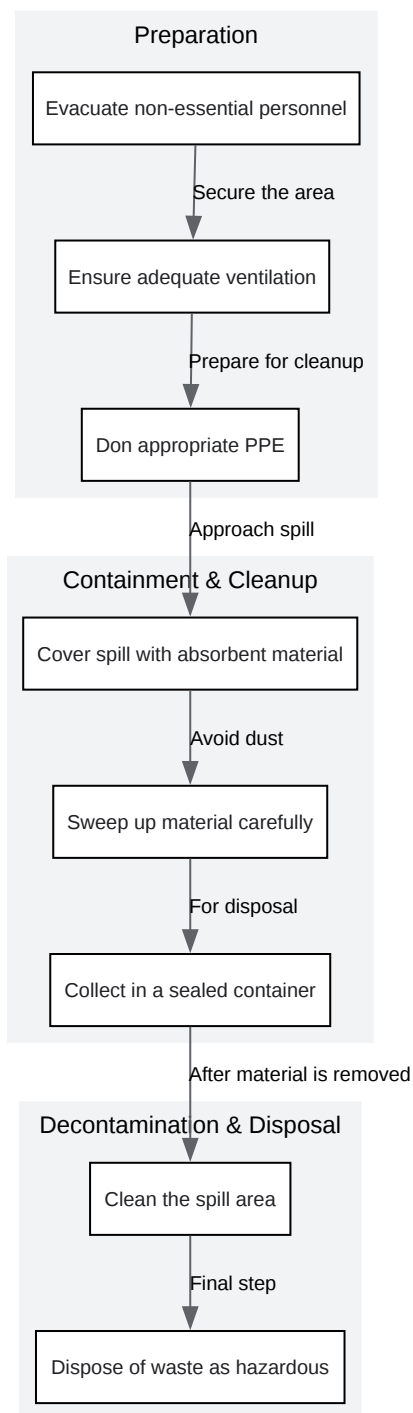 Preparation
Evacuate non-essential personnel
Secure the area
Ensure adequate ventilation
Prepare for cleanup
Don appropriate PPE
Approach spill
Containment & Cleanup
Cover spill with absorbent material
Avoid dust
Sweep up material carefully
For disposal
Collect in a sealed container
After material is removed
Decontamination & Disposal
Clean the spill area
Final step
Dispose of waste as hazardous